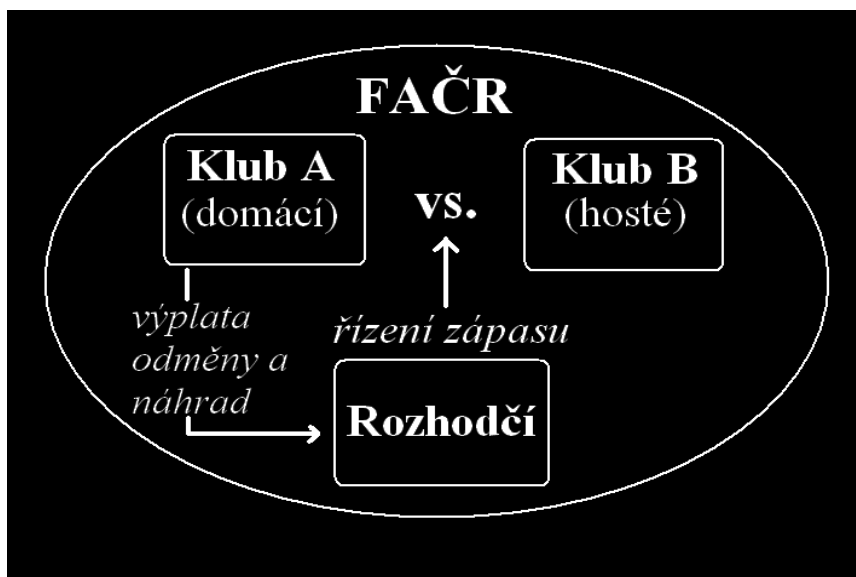 FAČR
Klub A
(domácí)
vs.
Klub B
(hosté)
výplata
odměny a
náhrad
řízení zápasu
Rozhodčí